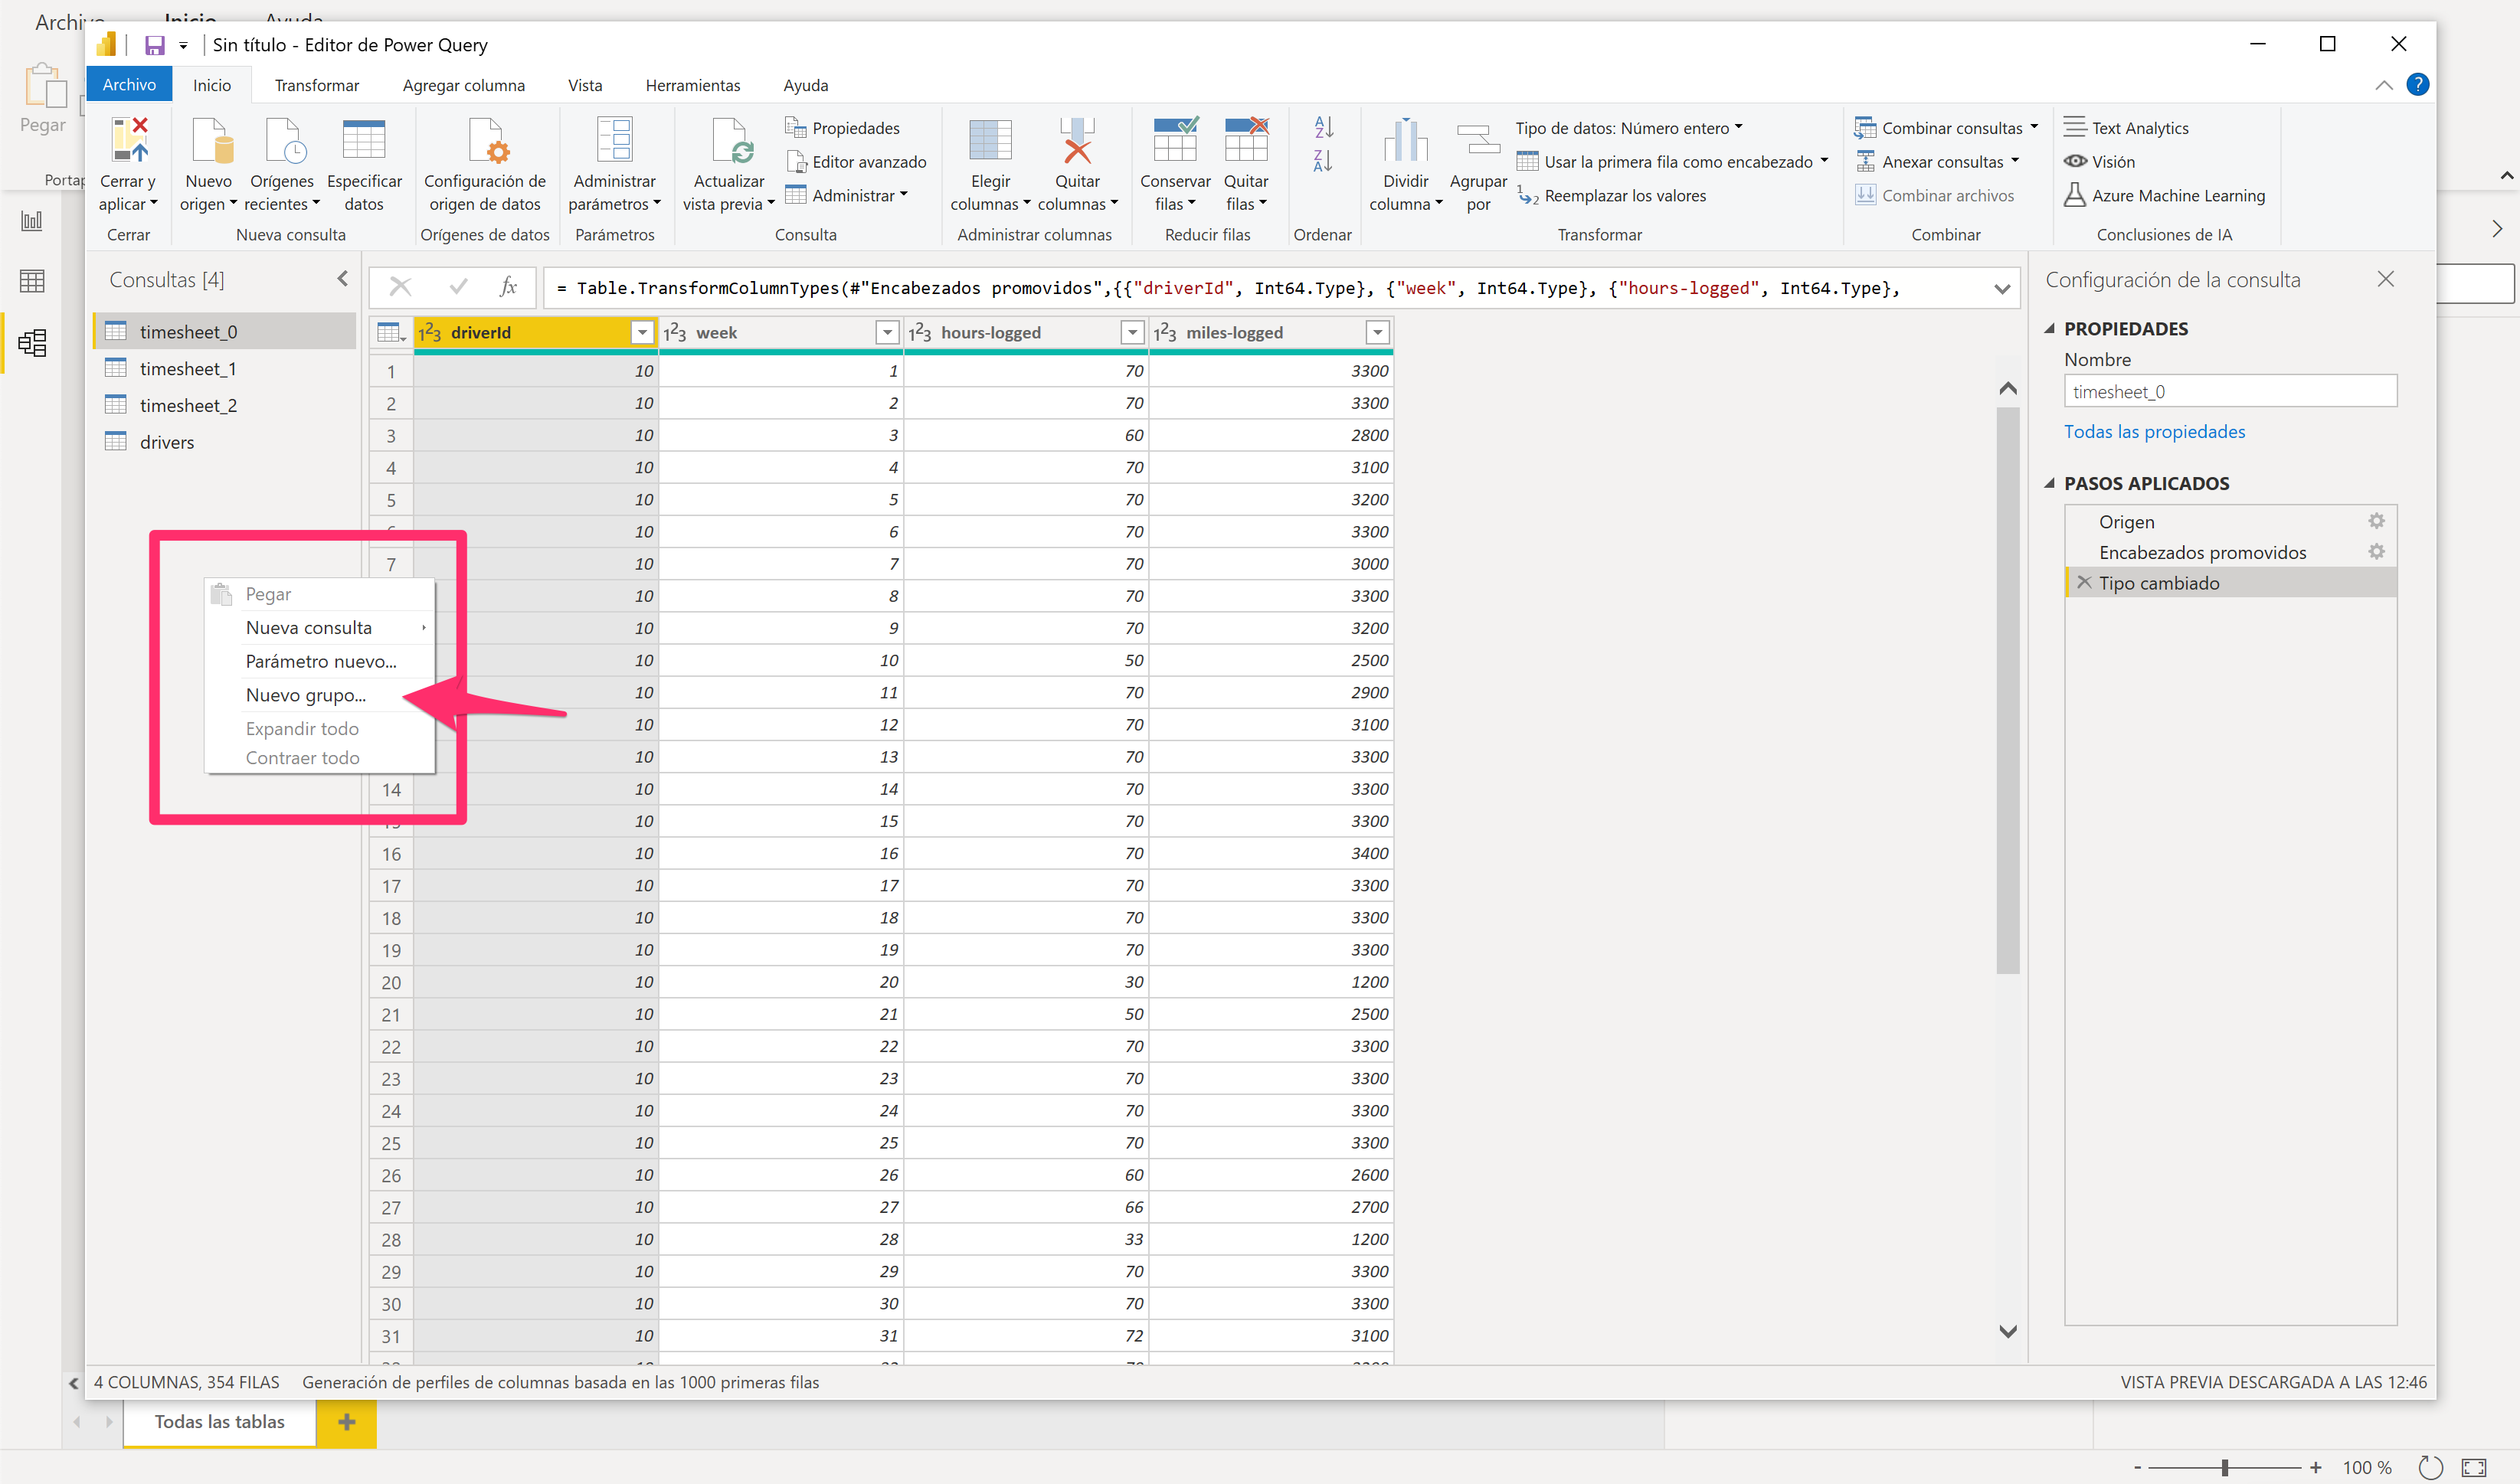 Archivo Inicio Ayuda
Sin título - Editor de Power Query
Archivo Inicio Transformar Agregar columna Vista Herramientas Ayuda ?
Pegar
Cerrar y aplicar
Nuevo origen
Orígenes recientes
Especificar datos
Configuración de origen de datos
Administrar parámetros
Actualizar vista previa
Propiedades
Editor avanzado
Administrar
Elegir columnas
Quitar columnas
Conservar filas
Quitar filas
Dividir columna
Agrupar por
Tipo de datos: Número entero
Usar la primera fila como encabezado
Reemplazar los valores
Combinar consultas
Anexar consultas
Combinar archivos
Text Analytics
Visión
Azure Machine Learning
Cerrar Nueva consulta Orígenes de datos Parámetros Consulta Administrar columnas Reducir filas Ordenar Transformar Combinar Conclusiones de IA
Consultas [4]
timesheet_0
timesheet_1
timesheet_2
drivers
Pegar
Nueva consulta
Parámetro nuevo...
Nuevo grupo...
Expandir todo
Contraer todo
fx = Table.TransformColumnTypes(#"Encabezados promovidos",{{"driverId", Int64.Type}, {"week", Int64.Type}, {"hours-logged", Int64.Type},
123 driverId 123 week 123 hours-logged 123 miles-logged
1 10 1 70 3300
2 10 2 70 3300
3 10 3 60 2800
4 10 4 70 3100
5 10 5 70 3200
10 6 70 3300
7 10 7 70 3000
10 8 70 3300
10 9 70 3200
10 10 50 2500
10 11 70 2900
10 12 70 3100
10 13 70 3300
14 10 14 70 3300
10 15 70 3300
16 10 16 70 3400
17 10 17 70 3300
18 10 18 70 3300
19 10 19 70 3300
20 10 20 30 1200
21 10 21 50 2500
22 10 22 70 3300
23 10 23 70 3300
24 10 24 70 3300
25 10 25 70 3300
26 10 26 60 2600
27 10 27 66 2700
28 10 28 33 1200
29 10 29 70 3300
30 10 30 70 3300
31 10 31 72 3100
Configuración de la consulta
PROPIEDADES
Nombre
timesheet_0
Todas las propiedades
PASOS APLICADOS
Origen
Encabezados promovidos
Tipo cambiado
4 COLUMNAS, 354 FILAS Generación de perfiles de columnas basada en las 1000 primeras filas VISTA PREVIA DESCARGADA A LAS 12:46
Todas las tablas +
- + 100 %